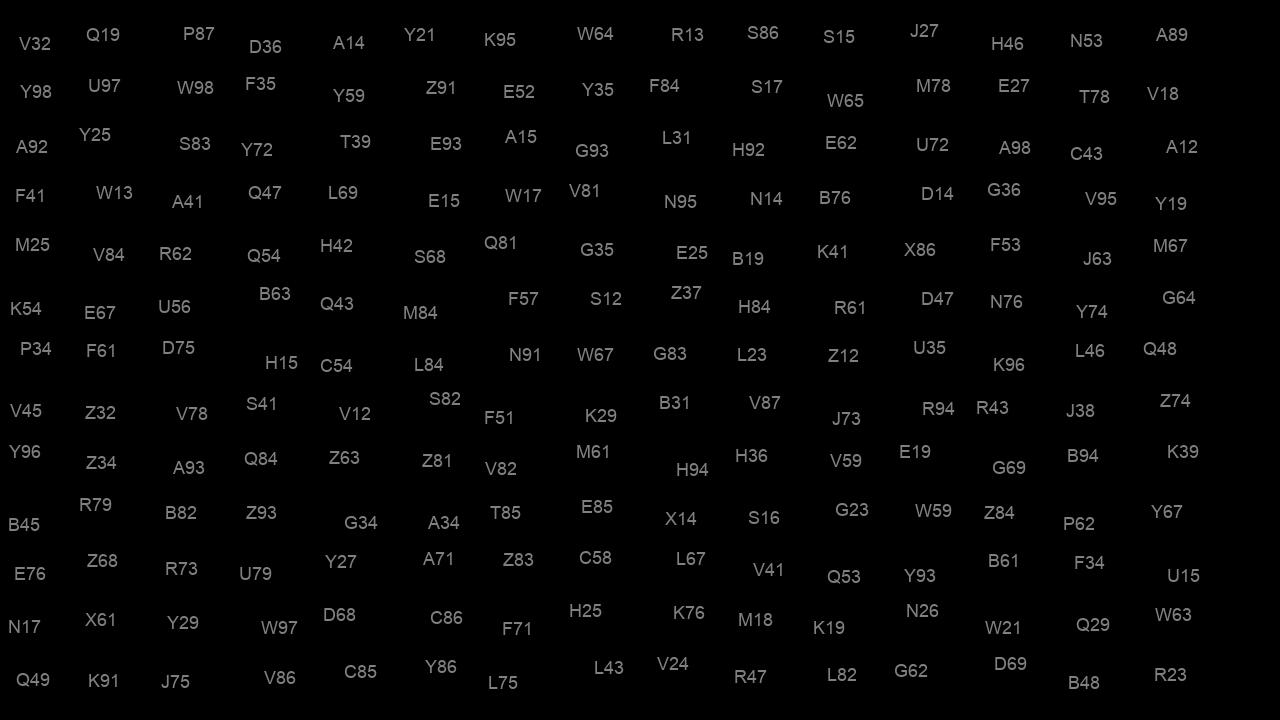 V32 Q19 P87 D36 A14 Y21 K95 W64 R13 S86 S15 J27 H46 N53 A89
Y98 U97 W98 F35 Y59 Z91 E52 Y35 F84 S17 W65 M78 E27 T78 V18
A92 Y25 S83 Y72 T39 E93 A15 G93 L31 H92 E62 U72 A98 C43 A12
F41 W13 A41 Q47 L69 E15 W17 V81 N95 N14 B76 D14 G36 V95 Y19
M25 V84 R62 Q54 H42 S68 Q81 G35 E25 B19 K41 X86 F53 J63 M67
K54 E67 U56 B63 Q43 M84 F57 S12 Z37 H84 R61 D47 N76 Y74 G64
P34 F61 D75 H15 C54 L84 N91 W67 G83 L23 Z12 U35 K96 L46 Q48
V45 Z32 V78 S41 V12 S82 F51 K29 B31 V87 J73 R94 R43 J38 Z74
Y96 Z34 A93 Q84 Z63 Z81 V82 M61 H94 H36 V59 E19 G69 B94 K39
B45 R79 B82 Z93 G34 A34 T85 E85 X14 S16 G23 W59 Z84 P62 Y67
E76 Z68 R73 U79 Y27 A71 Z83 C58 L67 V41 Q53 Y93 B61 F34 U15
N17 X61 Y29 W97 D68 C86 F71 H25 K76 M18 K19 N26 W21 Q29 W63
Q49 K91 J75 V86 C85 Y86 L75 L43 V24 R47 L82 G62 D69 B48 R23